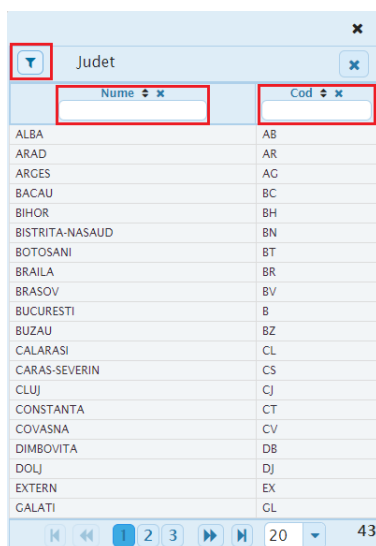 Judet
Nume Cod
ALBA AB
ARAD AR
ARGES AG
BACAU BC
BIHOR BH
BISTRITA-NASAUD BN
BOTOSANI BT
BRAILA BR
BRASOV BV
BUCURESTI B
BUZAU BZ
CALARASI CL
CARAS-SEVERIN CS
CLUJ CJ
CONSTANTA CT
COVASNA CV
DIMBOVITA DB
DOLJ DJ
EXTERN EX
GALATI GL
1 2 3 20 43